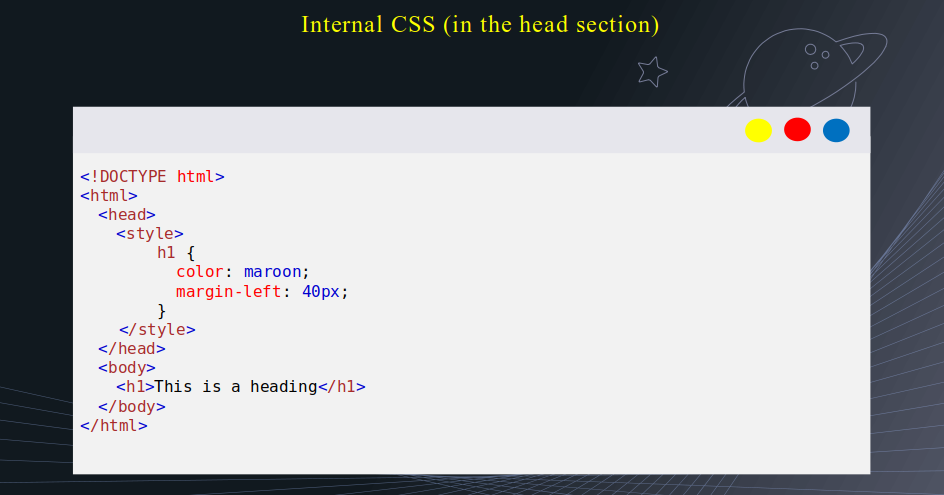 Internal CSS (in the head section)
<!DOCTYPE html>
<html>
<head>
<style>
h1 {
color: maroon;
margin-left: 40px;
}
</style>
</head>
<body>
<h1>This is a heading</h1>
</body>
</html>